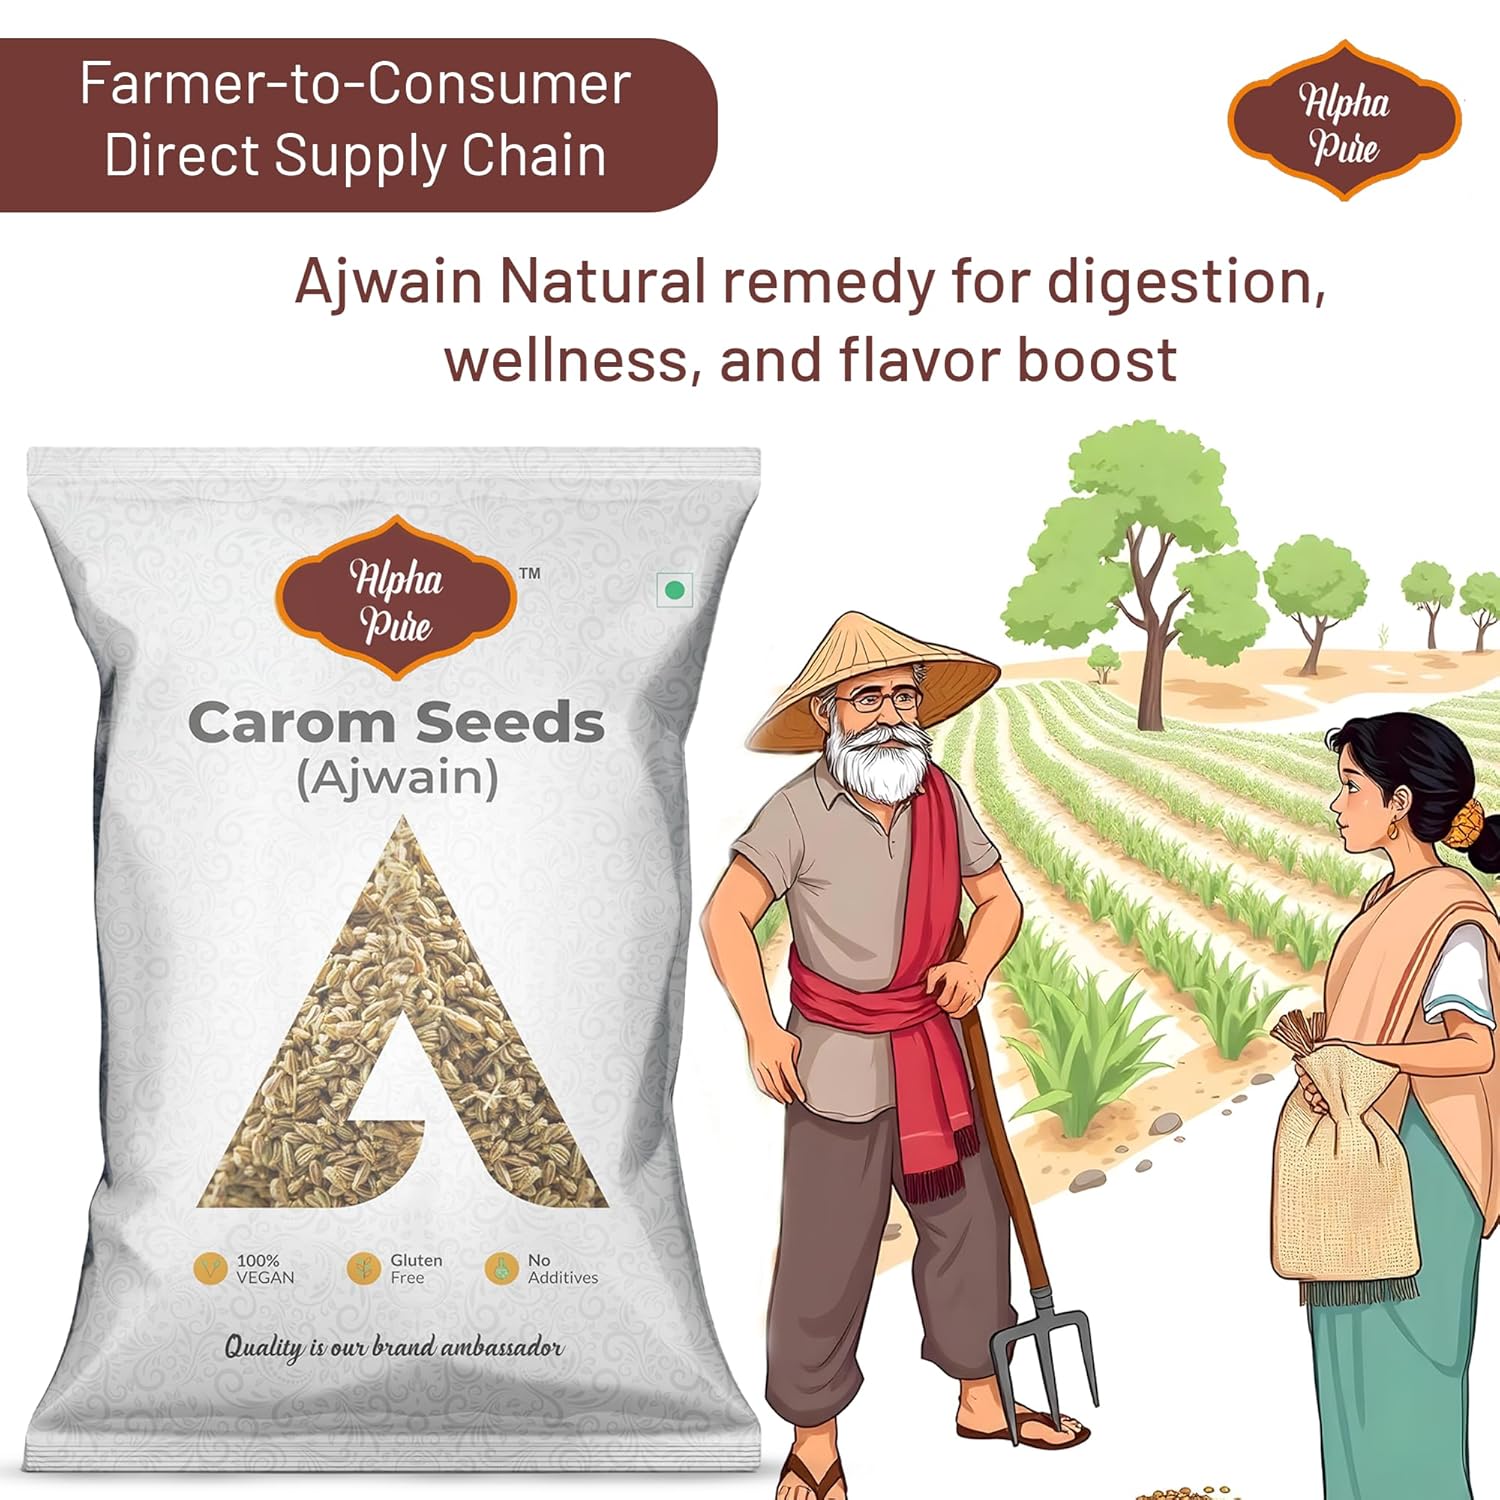 Farmer-to-Consumer
Direct Supply Chain
Alpha
Pure
Ajwain Natural remedy for digestion,
wellness, and flavor boost
Alpha
Pure
TM
Carom Seeds
(Ajwain)
100%
VEGAN
Gluten
Free
No
Additives
Quality is our brand ambassador